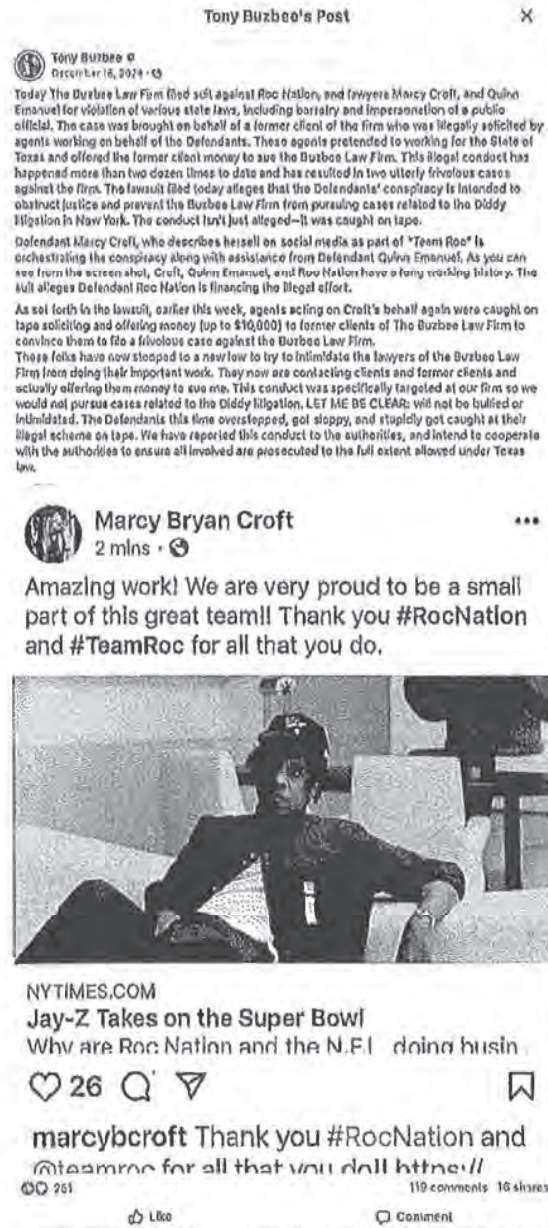 Tony Buzbee's Post
Tony Buzbee
December 18, 2024
Today The Buzbee Law Firm filed suit against Roc Nation, and lawyers Marcy Croft, and Quinn
Emanuel for violation of various state laws, including barratry and impersonation of a public
official. The case was brought on behalf of a former client of the firm who was illegally solicited by
agents working on behalf of the Defendants. These agents pretended to working for the State of
Texas and offered the former client money to sue the Buzbee Law Firm. This illegal conduct has
happened more than two dozen times to date and has resulted in two utterly frivolous cases
against the firm. The lawsuit filed today alleges that the Defendants' conspiracy is intended to
obstruct justice and prevent the Buzbee Law Firm from pursuing cases related to the Diddy
litigation in New York. The conduct isn't just alleged—it was caught on tape.
Defendant Marcy Croft, who describes herself on social media as part of "Team Roc" is
orchestrating the conspiracy along with assistance from Defendant Quinn Emanuel. As you can
see from the screen shot, Croft, Quinn Emanuel, and Roc Nation have a long working history. The
suit alleges Defendant Roc Nation is financing the illegal effort.
As set forth in the lawsuit, earlier this week, agents acting on Croft's behalf again were caught on
tape soliciting and offering money (up to $10,000) to former clients of The Buzbee Law Firm to
convince them to file a frivolous case against the Buzbee Law Firm.
These folks have now stooped to a new low to try to intimidate the lawyers of the Buzbee Law
Firm from doing their important work. They now are contacting clients and former clients and
actually offering them money to sue me. This conduct was specifically targeted at our firm so we
would not pursue cases related to the Diddy litigation. LET ME BE CLEAR: will not be bullied or
intimidated. The Defendants this time overstepped, got sloppy, and stupidly got caught at their
illegal scheme on tape. We have reported this conduct to the authorities, and intend to cooperate
with the authorities to ensure all involved are prosecuted to the full extent allowed under Texas
law.
Marcy Bryan Croft
2 mins
Amazing work! We are very proud to be a small
part of this great team!! Thank you #RocNation
and #TeamRoc for all that you do.
NYTIMES.COM
Jay-Z Takes on the Super Bowl
Why are Roc Nation and the N.F.L. doing busin
26
marcybcroft Thank you #RocNation and
@teamroc for all that you do!! https://
261
119 comments 16 shares
Like
Comment